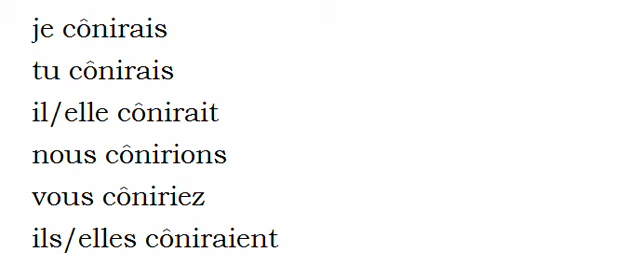 je cônirais
tu cônirais
il/elle cônirait
nous cônirions
vous côniriez
ils/elles côniraient